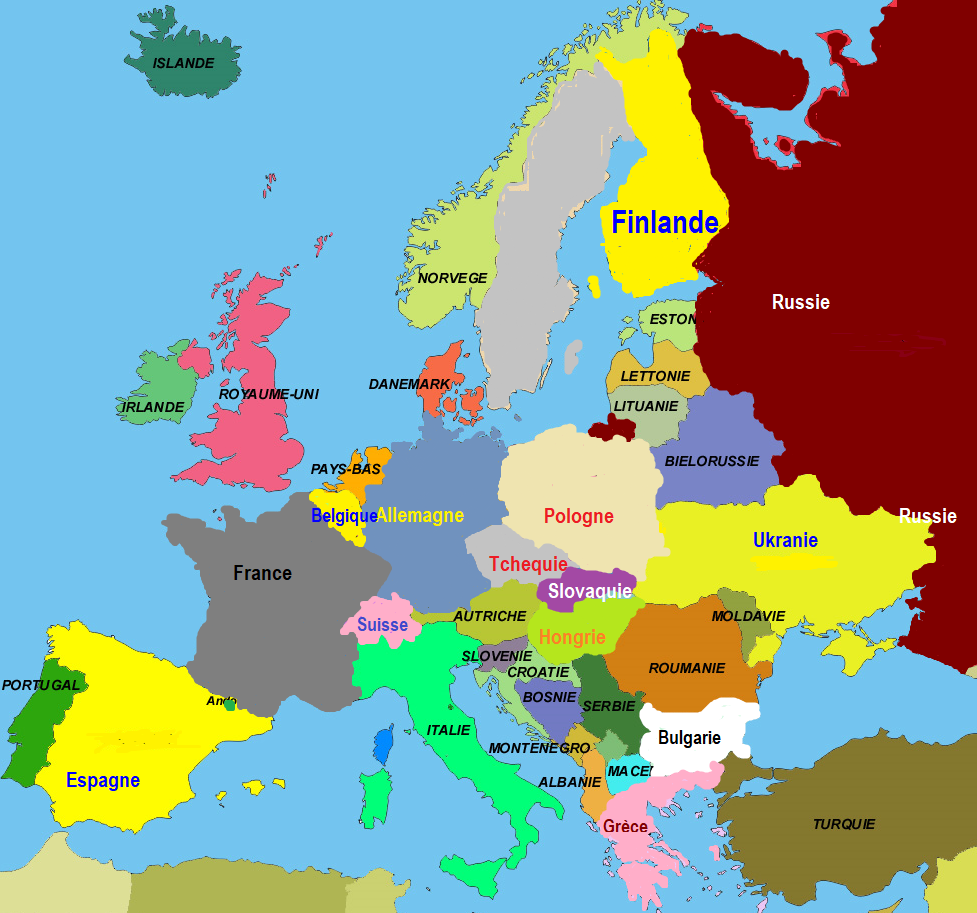 ISLANDE
Finlande
NORVEGE
Russie
ESTON
LETTONIE
DANEMARK
ROYAUME-UNI
IRLANDE
LITUANIE
BIELORUSSIE
PAYS-BAS
Belgique
Allemagne
Pologne
Russie
Ukranie
Tchequie
France
Slovaquie
AUTRICHE
MOLDAVIE
Suisse
Hongrie
SLOVENIE
CROATIE
ROUMANIE
PORTUGAL
BOSNIE
Ando
SERBIE
ITALIE
Bulgarie
MONTENEGRO
MACE
Espagne
ALBANIE
Grèce
TURQUIE